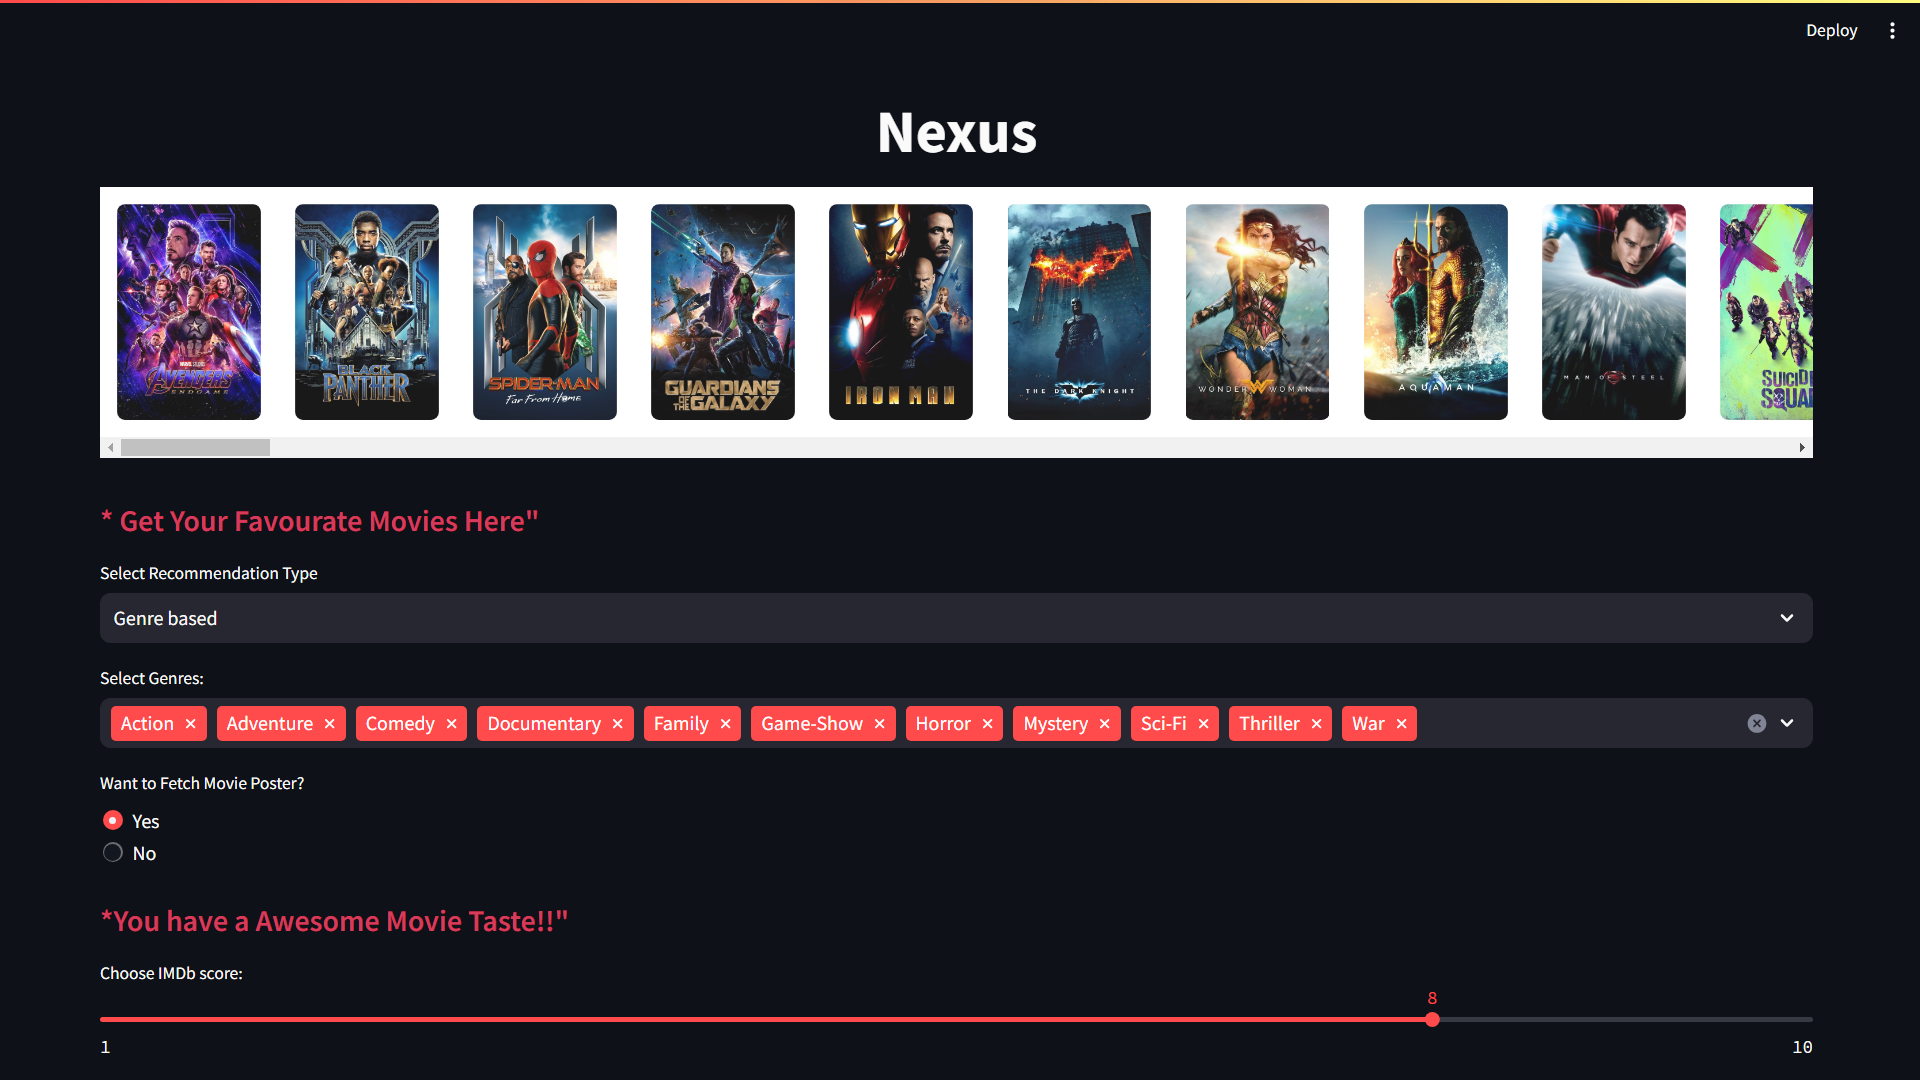 Deploy
Nexus
MARVEL STUDIOS
AVENGERS
ENDGAME
BLACK
PANTHER
SPIDER-MAN
Far From Home
GUARDIANS
OF THE GALAXY
IRON MAN
THE DARK KNIGHT
WONDER WOMAN
AQUAMAN
MAN OF STEEL
SUICID
SQUA
* Get Your Favourate Movies Here"
Select Recommendation Type
Genre based
Select Genres:
Action Adventure Comedy Documentary Family Game-Show Horror Mystery Sci-Fi Thriller War
Want to Fetch Movie Poster?
Yes
No
*You have a Awesome Movie Taste!!"
Choose IMDb score:
8
1 10